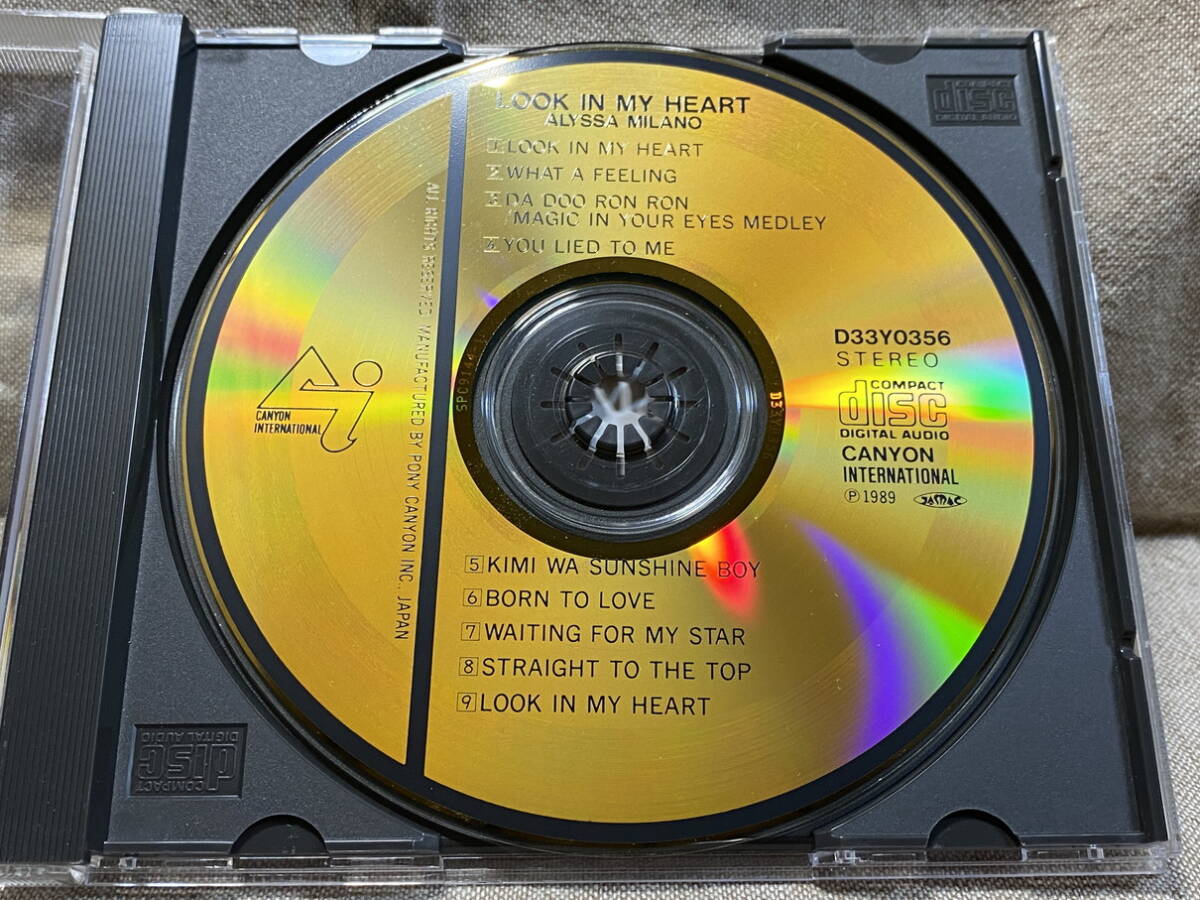 LOOK IN MY HEART
ALYSSA MILANO
1 LOOK IN MY HEART
2 WHAT A FEELING
3 DA DOO RON RON
/MAGIC IN YOUR EYES MEDLEY
4 YOU LIED TO ME
D33Y0356
STEREO
COMPACT
disc
DIGITAL AUDIO
CANYON
INTERNATIONAL
Ⓟ 1989 JASRAC
5 KIMI WA SUNSHINE BOY
6 BORN TO LOVE
7 WAITING FOR MY STAR
8 STRAIGHT TO THE TOP
9 LOOK IN MY HEART
CANYON
INTERNATIONAL
ALL RIGHTS RESERVED. MANUFACTURED BY PONY CANYON INC., JAPAN
COMPACT
disc
DIGITAL AUDIO
COMPACT
disc
DIGITAL AUDIO